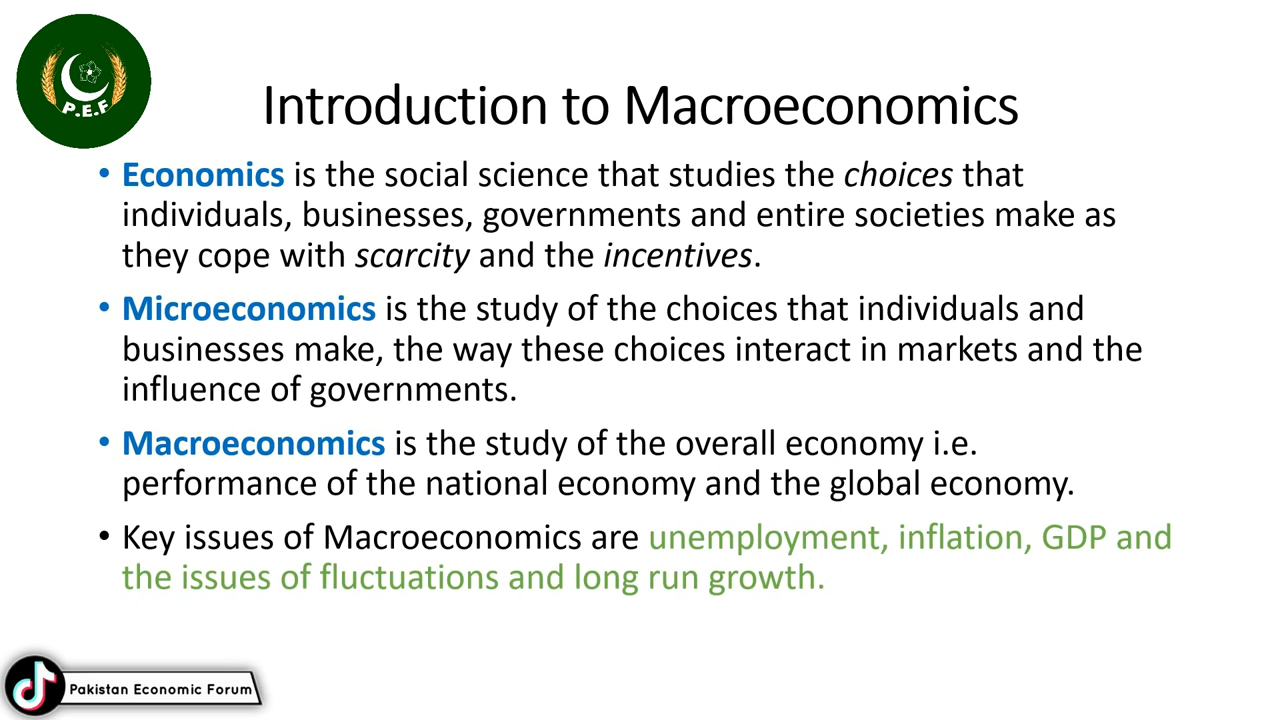 P.E.F
Introduction to Macroeconomics
• Economics is the social science that studies the choices that
individuals, businesses, governments and entire societies make as
they cope with scarcity and the incentives.
• Microeconomics is the study of the choices that individuals and
businesses make, the way these choices interact in markets and the
influence of governments.
• Macroeconomics is the study of the overall economy i.e.
performance of the national economy and the global economy.
• Key issues of Macroeconomics are unemployment, inflation, GDP and
the issues of fluctuations and long run growth.
Pakistan Economic Forum